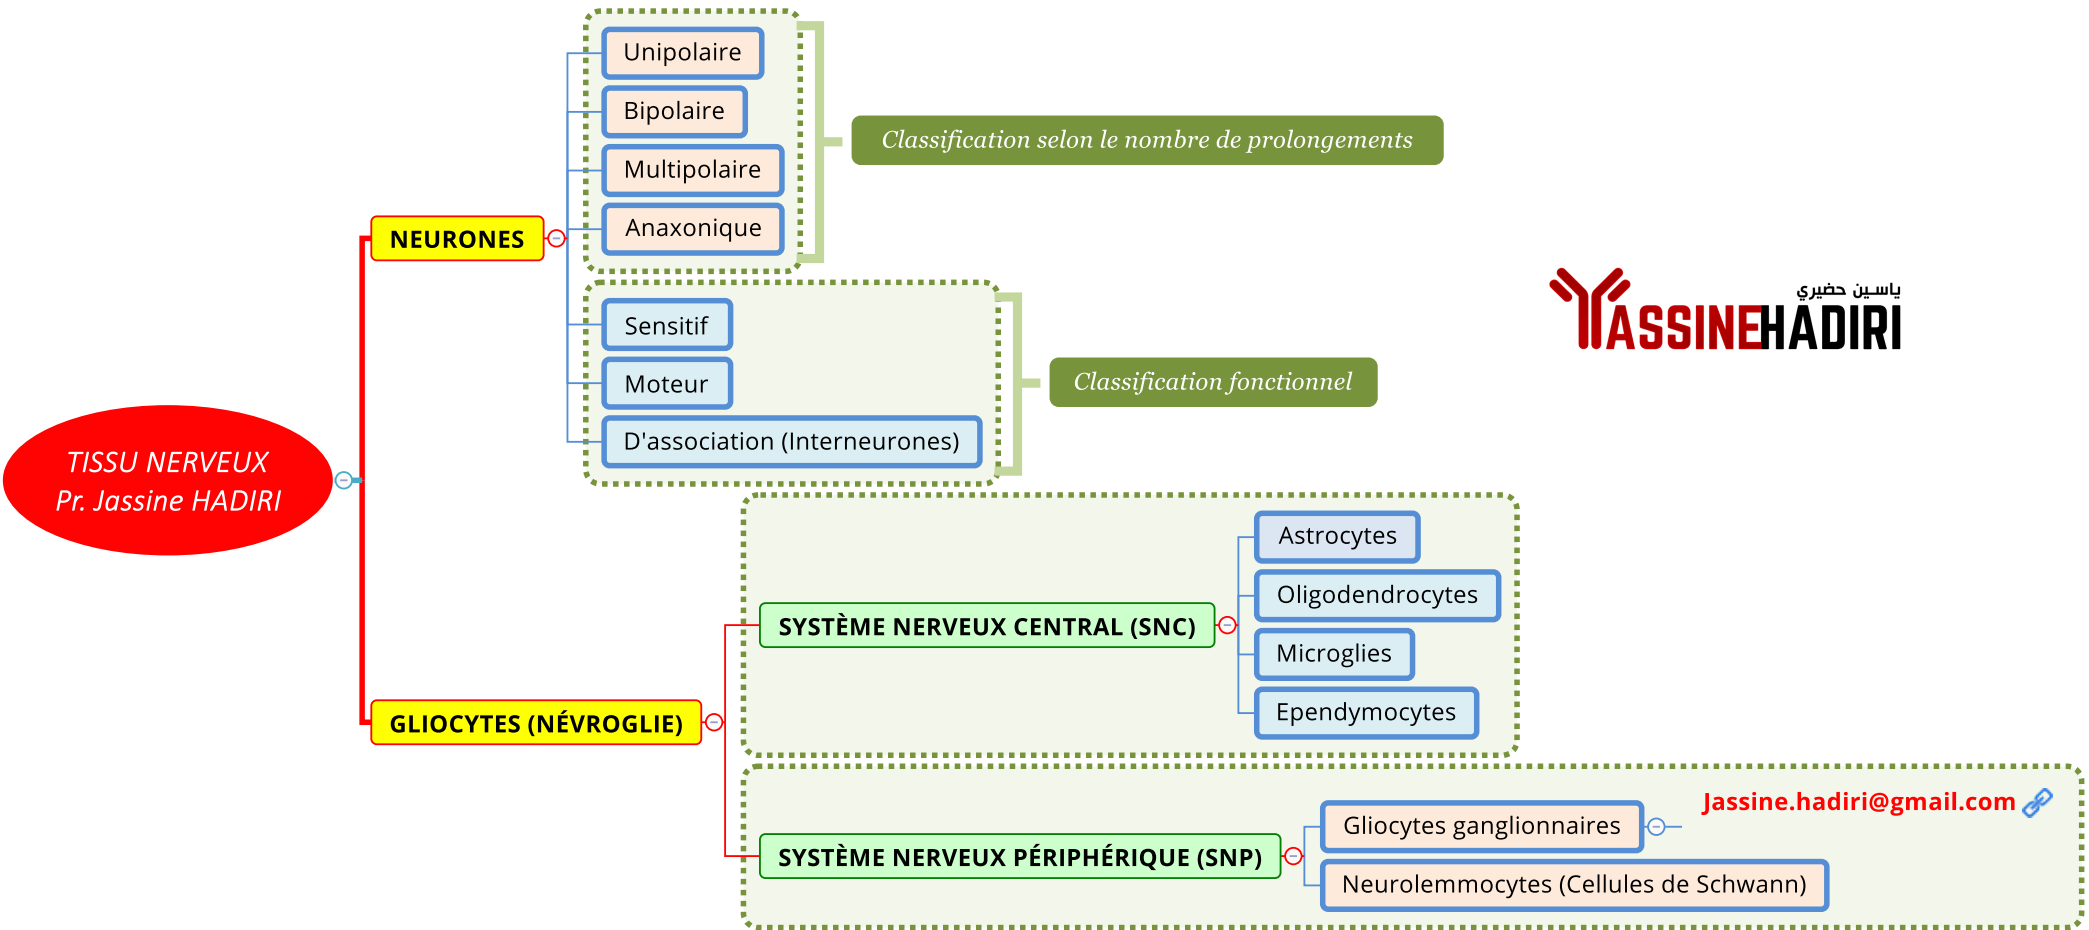 TISSU NERVEUX
Pr. Jassine HADIRI
NEURONES
Unipolaire
Bipolaire
Multipolaire
Anaxonique
Classification selon le nombre de prolongements
Sensitif
Moteur
D'association (Interneurones)
Classification fonctionnel
ياسين حضيري
YASSINEHADIRI
GLIOCYTES (NÉVROGLIE)
SYSTÈME NERVEUX CENTRAL (SNC)
Astrocytes
Oligodendrocytes
Microglies
Ependymocytes
SYSTÈME NERVEUX PÉRIPHÉRIQUE (SNP)
Gliocytes ganglionnaires
Jassine.hadiri@gmail.com
Neurolemmocytes (Cellules de Schwann)